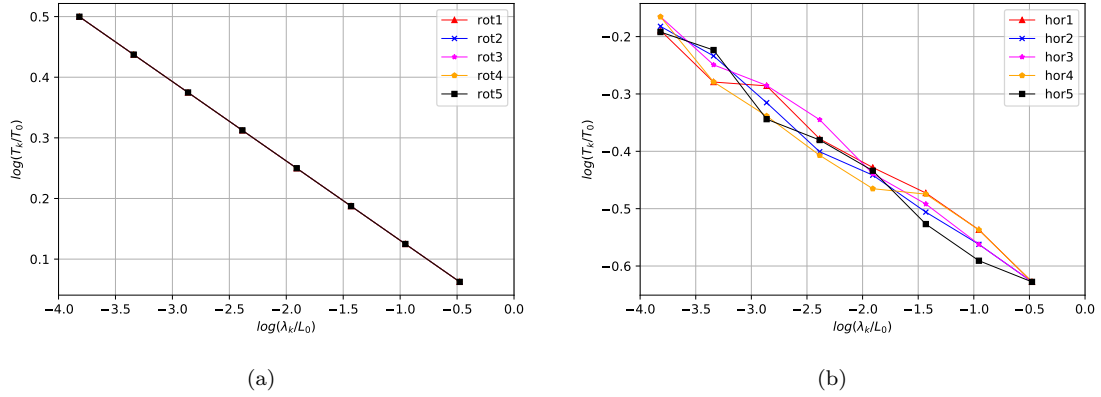 0.5
0.4
0.3
0.2
0.1
log(T_k/T_0)
−4.0 −3.5 −3.0 −2.5 −2.0 −1.5 −1.0 −0.5 0.0
log(λ_k/L_0)
rot1
rot2
rot3
rot4
rot5
(a)
−0.2
−0.3
−0.4
−0.5
−0.6
log(T_k/T_0)
−4.0 −3.5 −3.0 −2.5 −2.0 −1.5 −1.0 −0.5 0.0
log(λ_k/L_0)
hor1
hor2
hor3
hor4
hor5
(b)